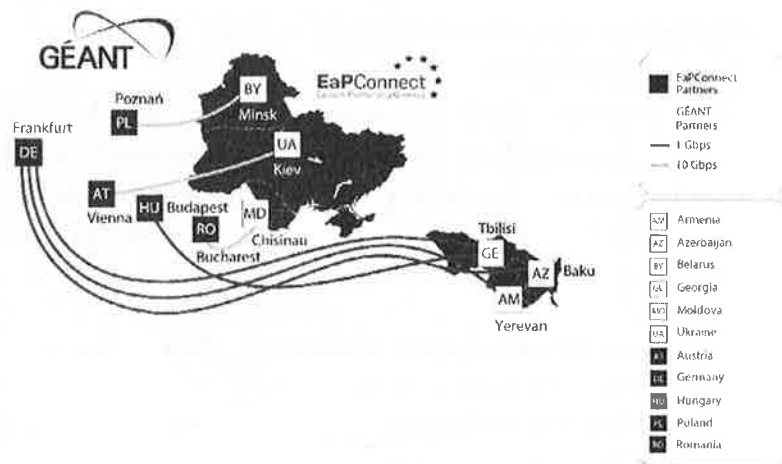 GÉANT
EaPConnect
Poznań
PL
BY
Minsk
Frankfurt
DE
UA
Kiev
AT
Vienna
HU
Budapest
MD
RO
Chisinau
Bucharest
Tbilisi
GE
AZ
Baku
AM
Yerevan
EaPConnect
Partners
GÉANT
Partners
1 Gbps
10 Gbps
AM Armenia
AZ Azerbaijan
BY Belarus
GE Georgia
MD Moldova
UA Ukraine
AT Austria
DE Germany
HU Hungary
PL Poland
RO Romania